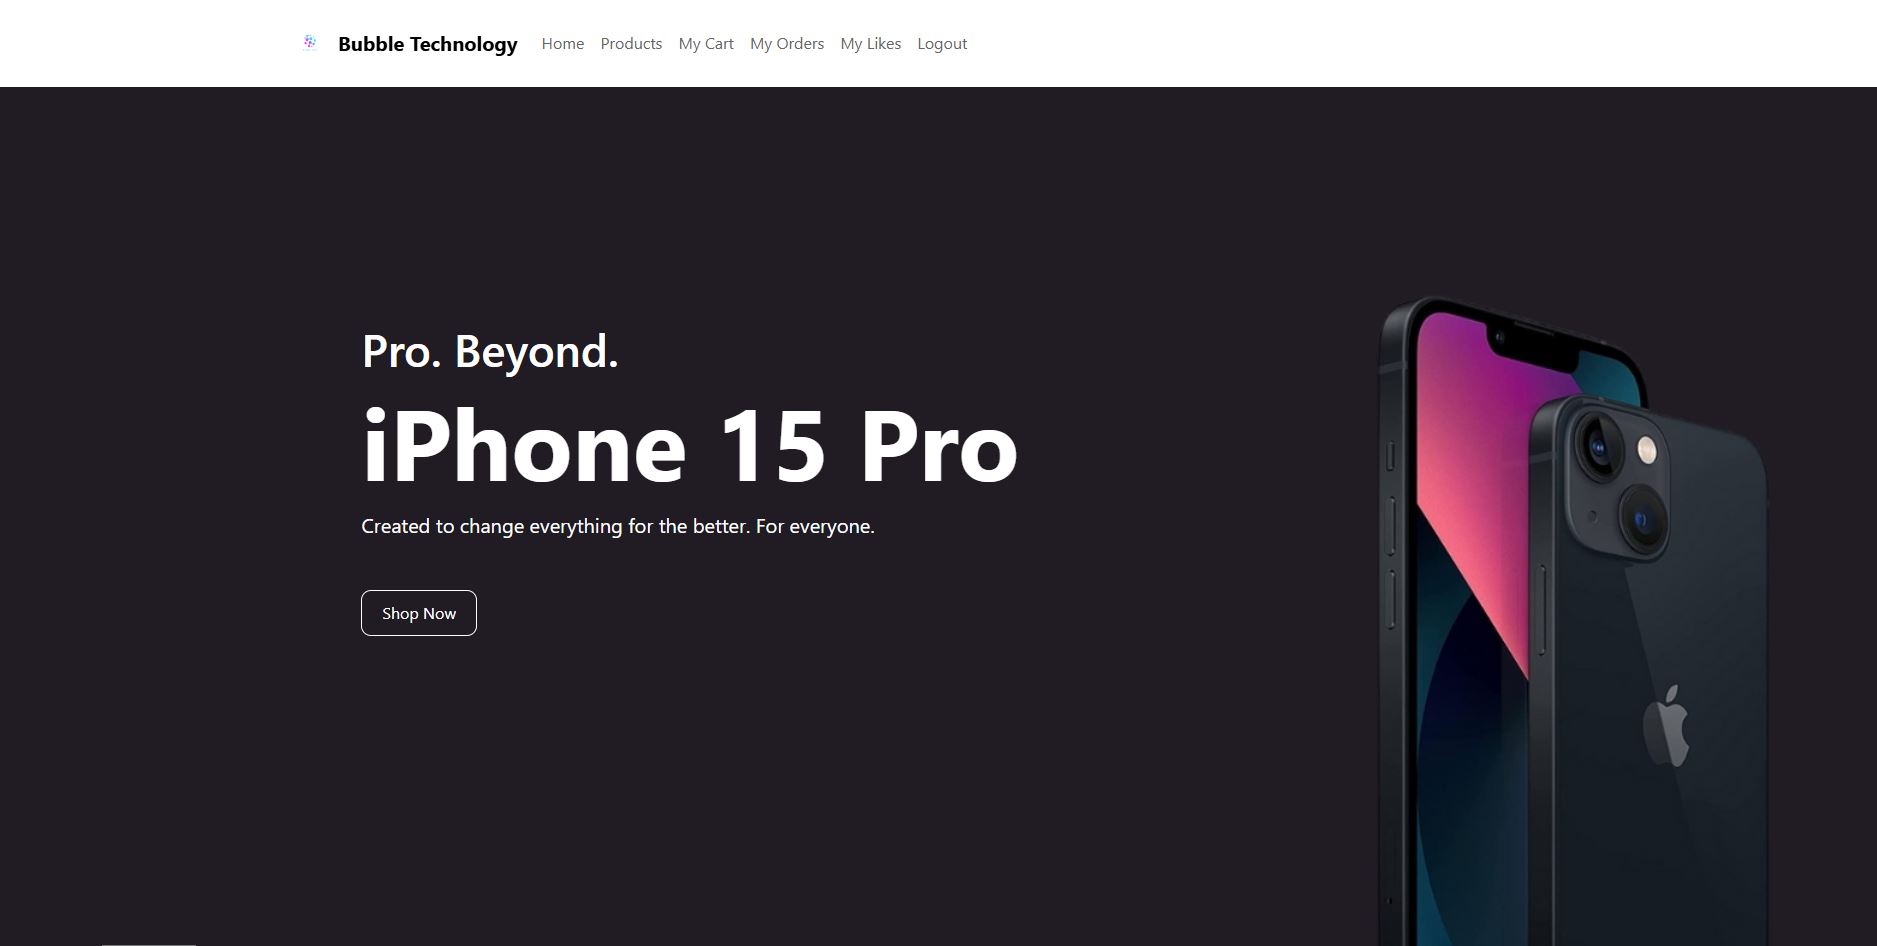 Bubble Technology Home Products My Cart My Orders My Likes Logout
Pro. Beyond.
iPhone 15 Pro
Created to change everything for the better. For everyone.
Shop Now